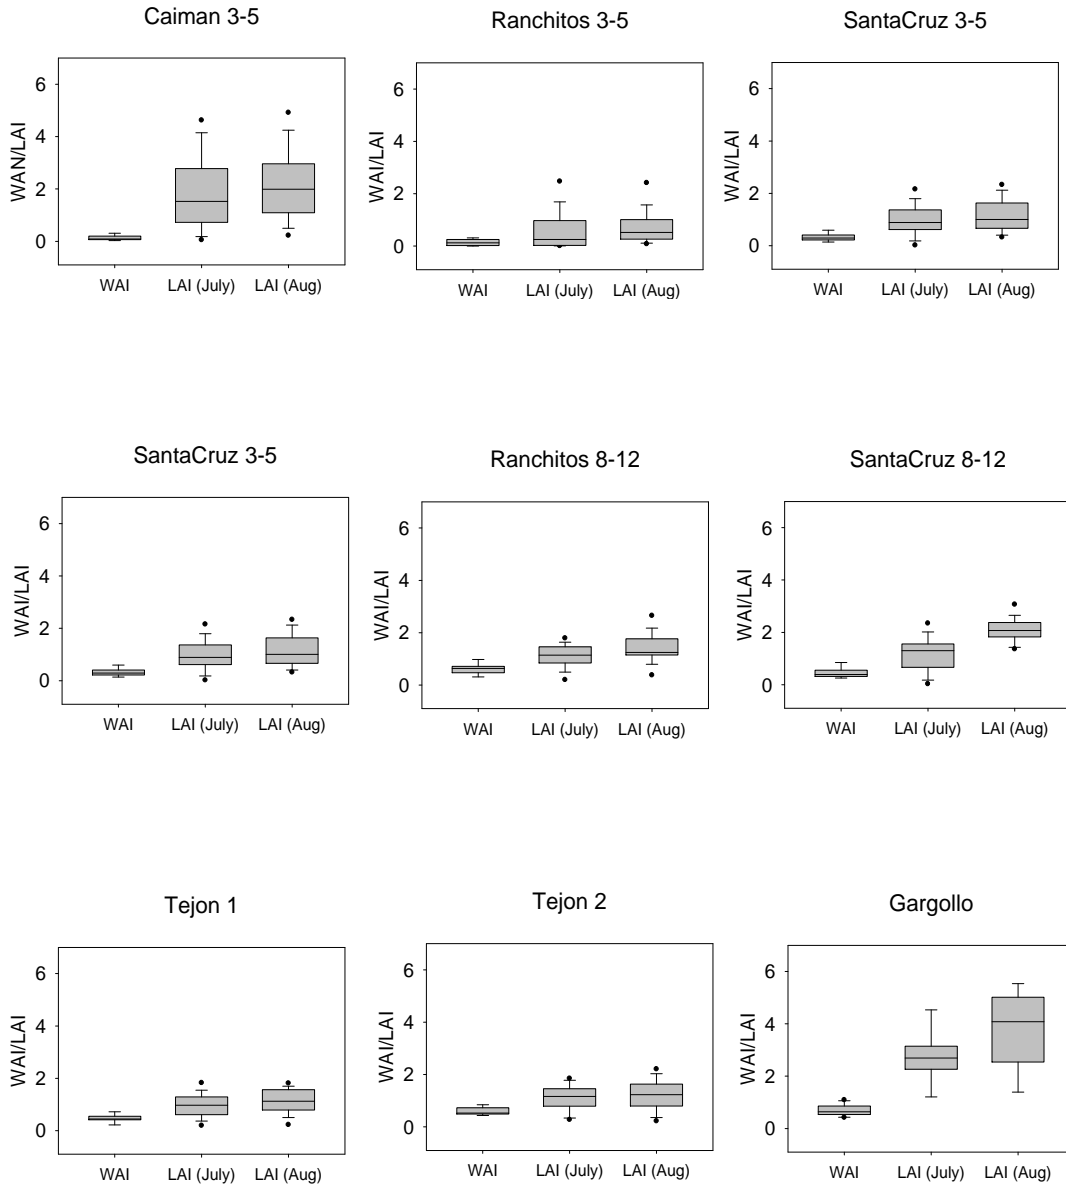 Caiman 3-5
Ranchitos 3-5
SantaCruz 3-5
WAN/LAI
6
4
2
0
WAI
LAI (July)
LAI (Aug)
WAI/LAI
6
4
2
0
WAI
LAI (July)
LAI (Aug)
WAI/LAI
6
4
2
0
WAI
LAI (July)
LAI (Aug)
SantaCruz 3-5
Ranchitos 8-12
SantaCruz 8-12
WAI/LAI
6
4
2
0
WAI
LAI (July)
LAI (Aug)
WAI/LAI
6
4
2
0
WAI
LAI (July)
LAI (Aug)
WAI/LAI
6
4
2
0
WAI
LAI (July)
LAI (Aug)
Tejon 1
Tejon 2
Gargollo
WAI/LAI
6
4
2
0
WAI
LAI (July)
LAI (Aug)
WAI/LAI
6
4
2
0
WAI
LAI (July)
LAI (Aug)
WAI/LAI
6
4
2
0
WAI
LAI (July)
LAI (Aug)